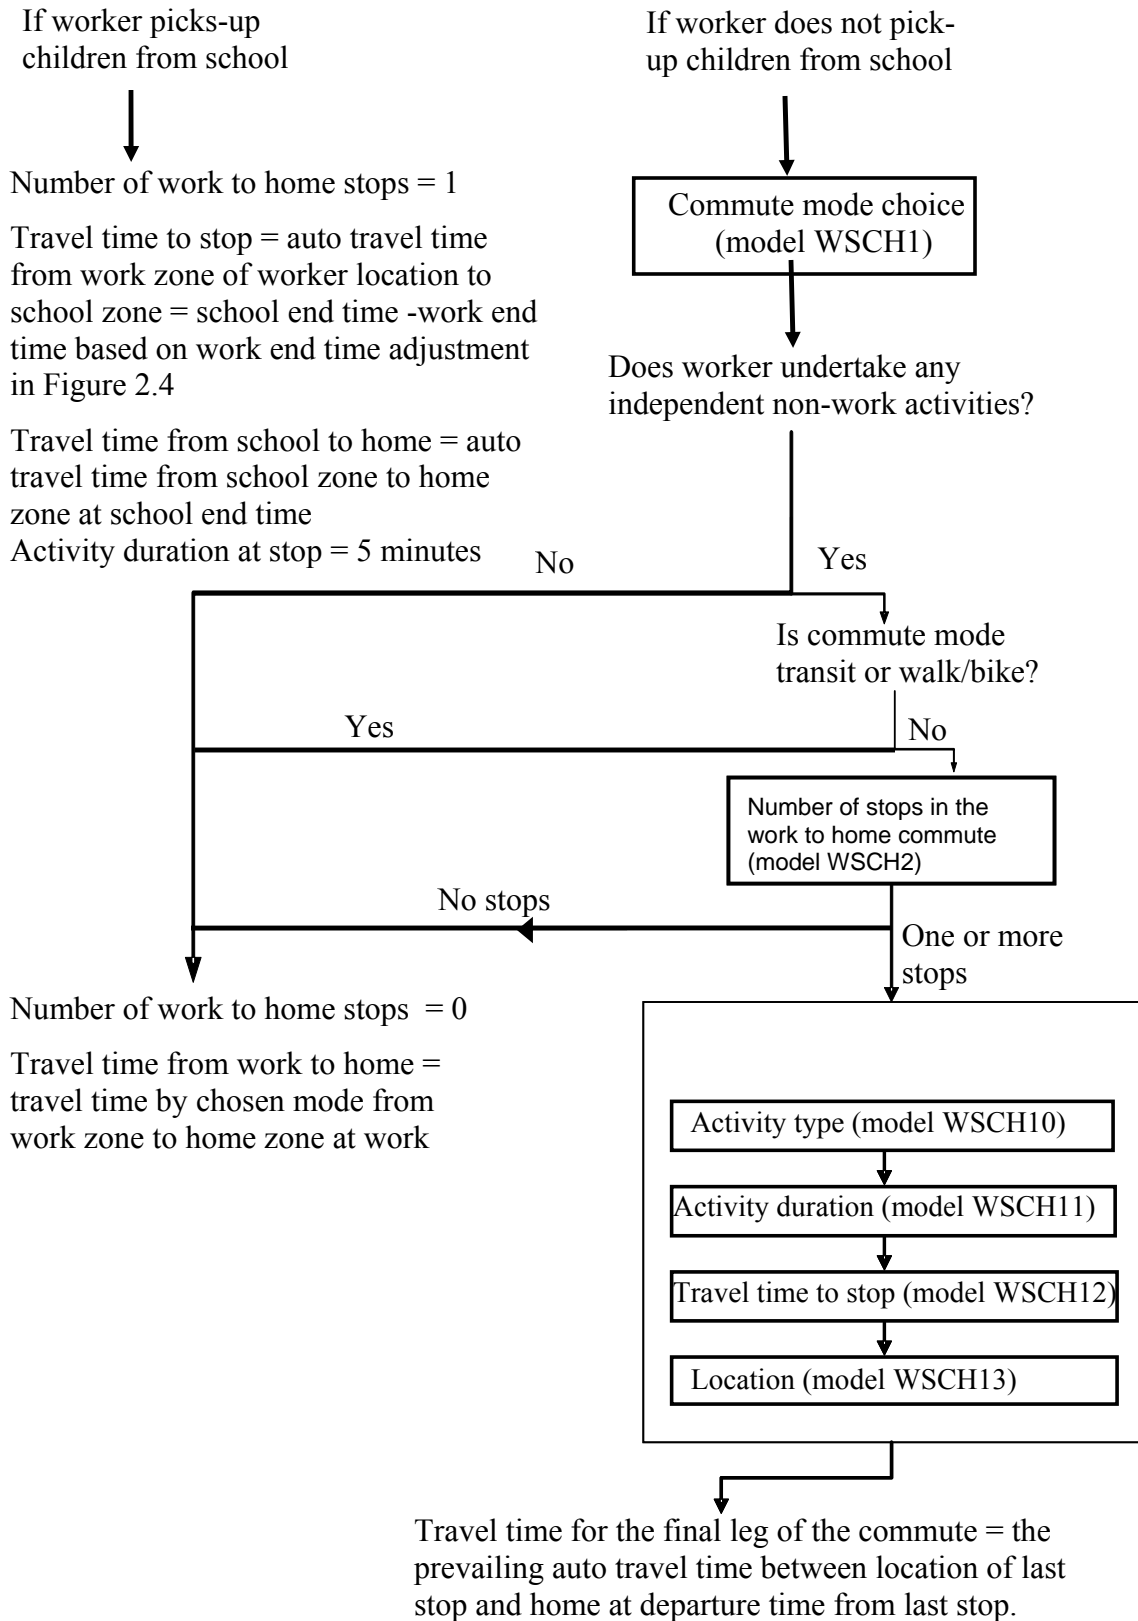 If worker picks-up
children from school
If worker does not pick-
up children from school
Number of work to home stops = 1
Travel time to stop = auto travel time
from work zone of worker location to
school zone = school end time -work end
time based on work end time adjustment
in Figure 2.4
Travel time from school to home = auto
travel time from school zone to home
zone at school end time
Activity duration at stop = 5 minutes
Commute mode choice
(model WSCH1)
Does worker undertake any
independent non-work activities?
No
Yes
Is commute mode
transit or walk/bike?
Yes
No
Number of stops in the
work to home commute
(model WSCH2)
No stops
One or more
stops
Number of work to home stops = 0
Travel time from work to home =
travel time by chosen mode from
work zone to home zone at work
Activity type (model WSCH10)
Activity duration (model WSCH11)
Travel time to stop (model WSCH12)
Location (model WSCH13)
Travel time for the final leg of the commute = the
prevailing auto travel time between location of last
stop and home at departure time from last stop.